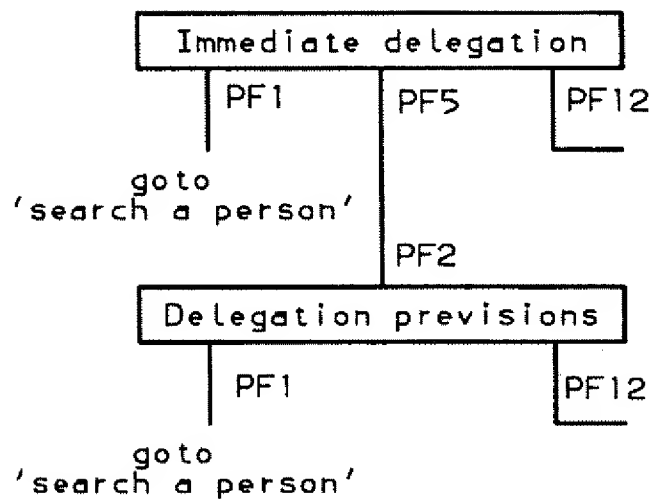 Immediate delegation
PF1 PF5 PF12
goto
'search a person'
PF2
Delegation previsions
PF1 PF12
goto
'search a person'